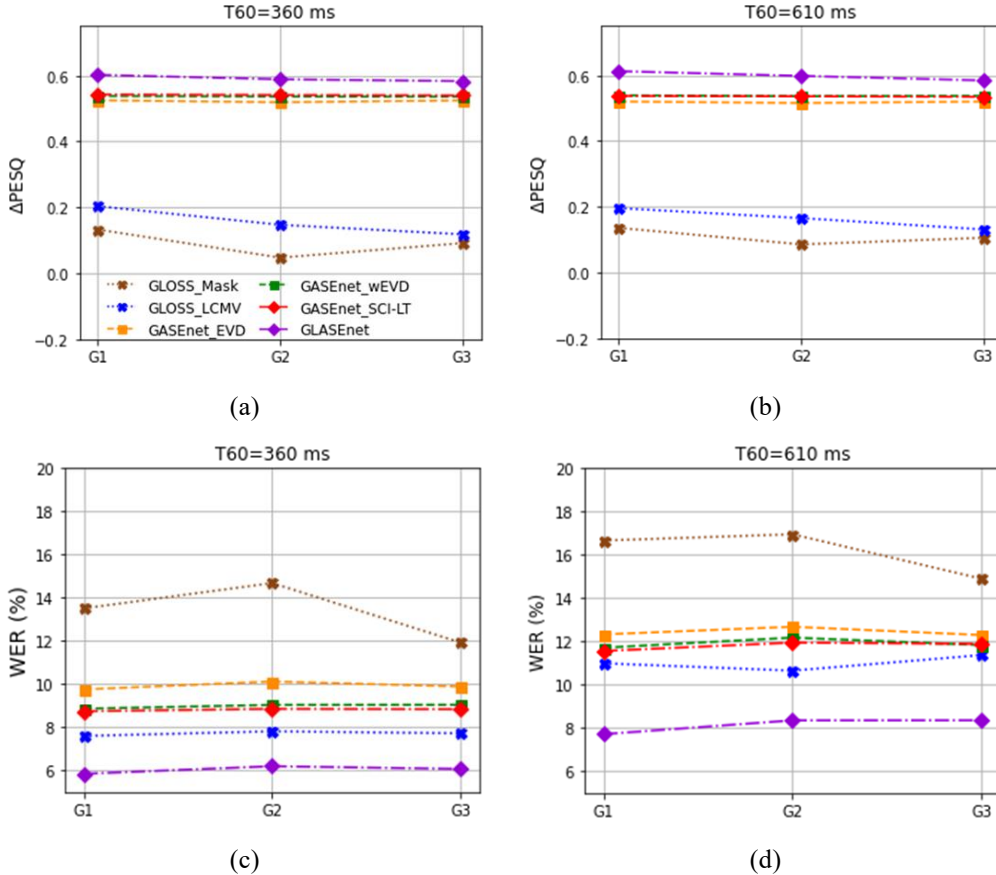 T60=360 ms
ΔPESQ
0.6
0.4
0.2
0.0
−0.2
GLOSS_Mask
GLOSS_LCMV
GASEnet_EVD
GASEnet_wEVD
GASEnet_SCI-LT
GLASEnet
G1 G2 G3
(a)
T60=610 ms
ΔPESQ
0.6
0.4
0.2
0.0
−0.2
G1 G2 G3
(b)
T60=360 ms
WER (%)
20
18
16
14
12
10
8
6
G1 G2 G3
(c)
T60=610 ms
WER (%)
20
18
16
14
12
10
8
6
G1 G2 G3
(d)